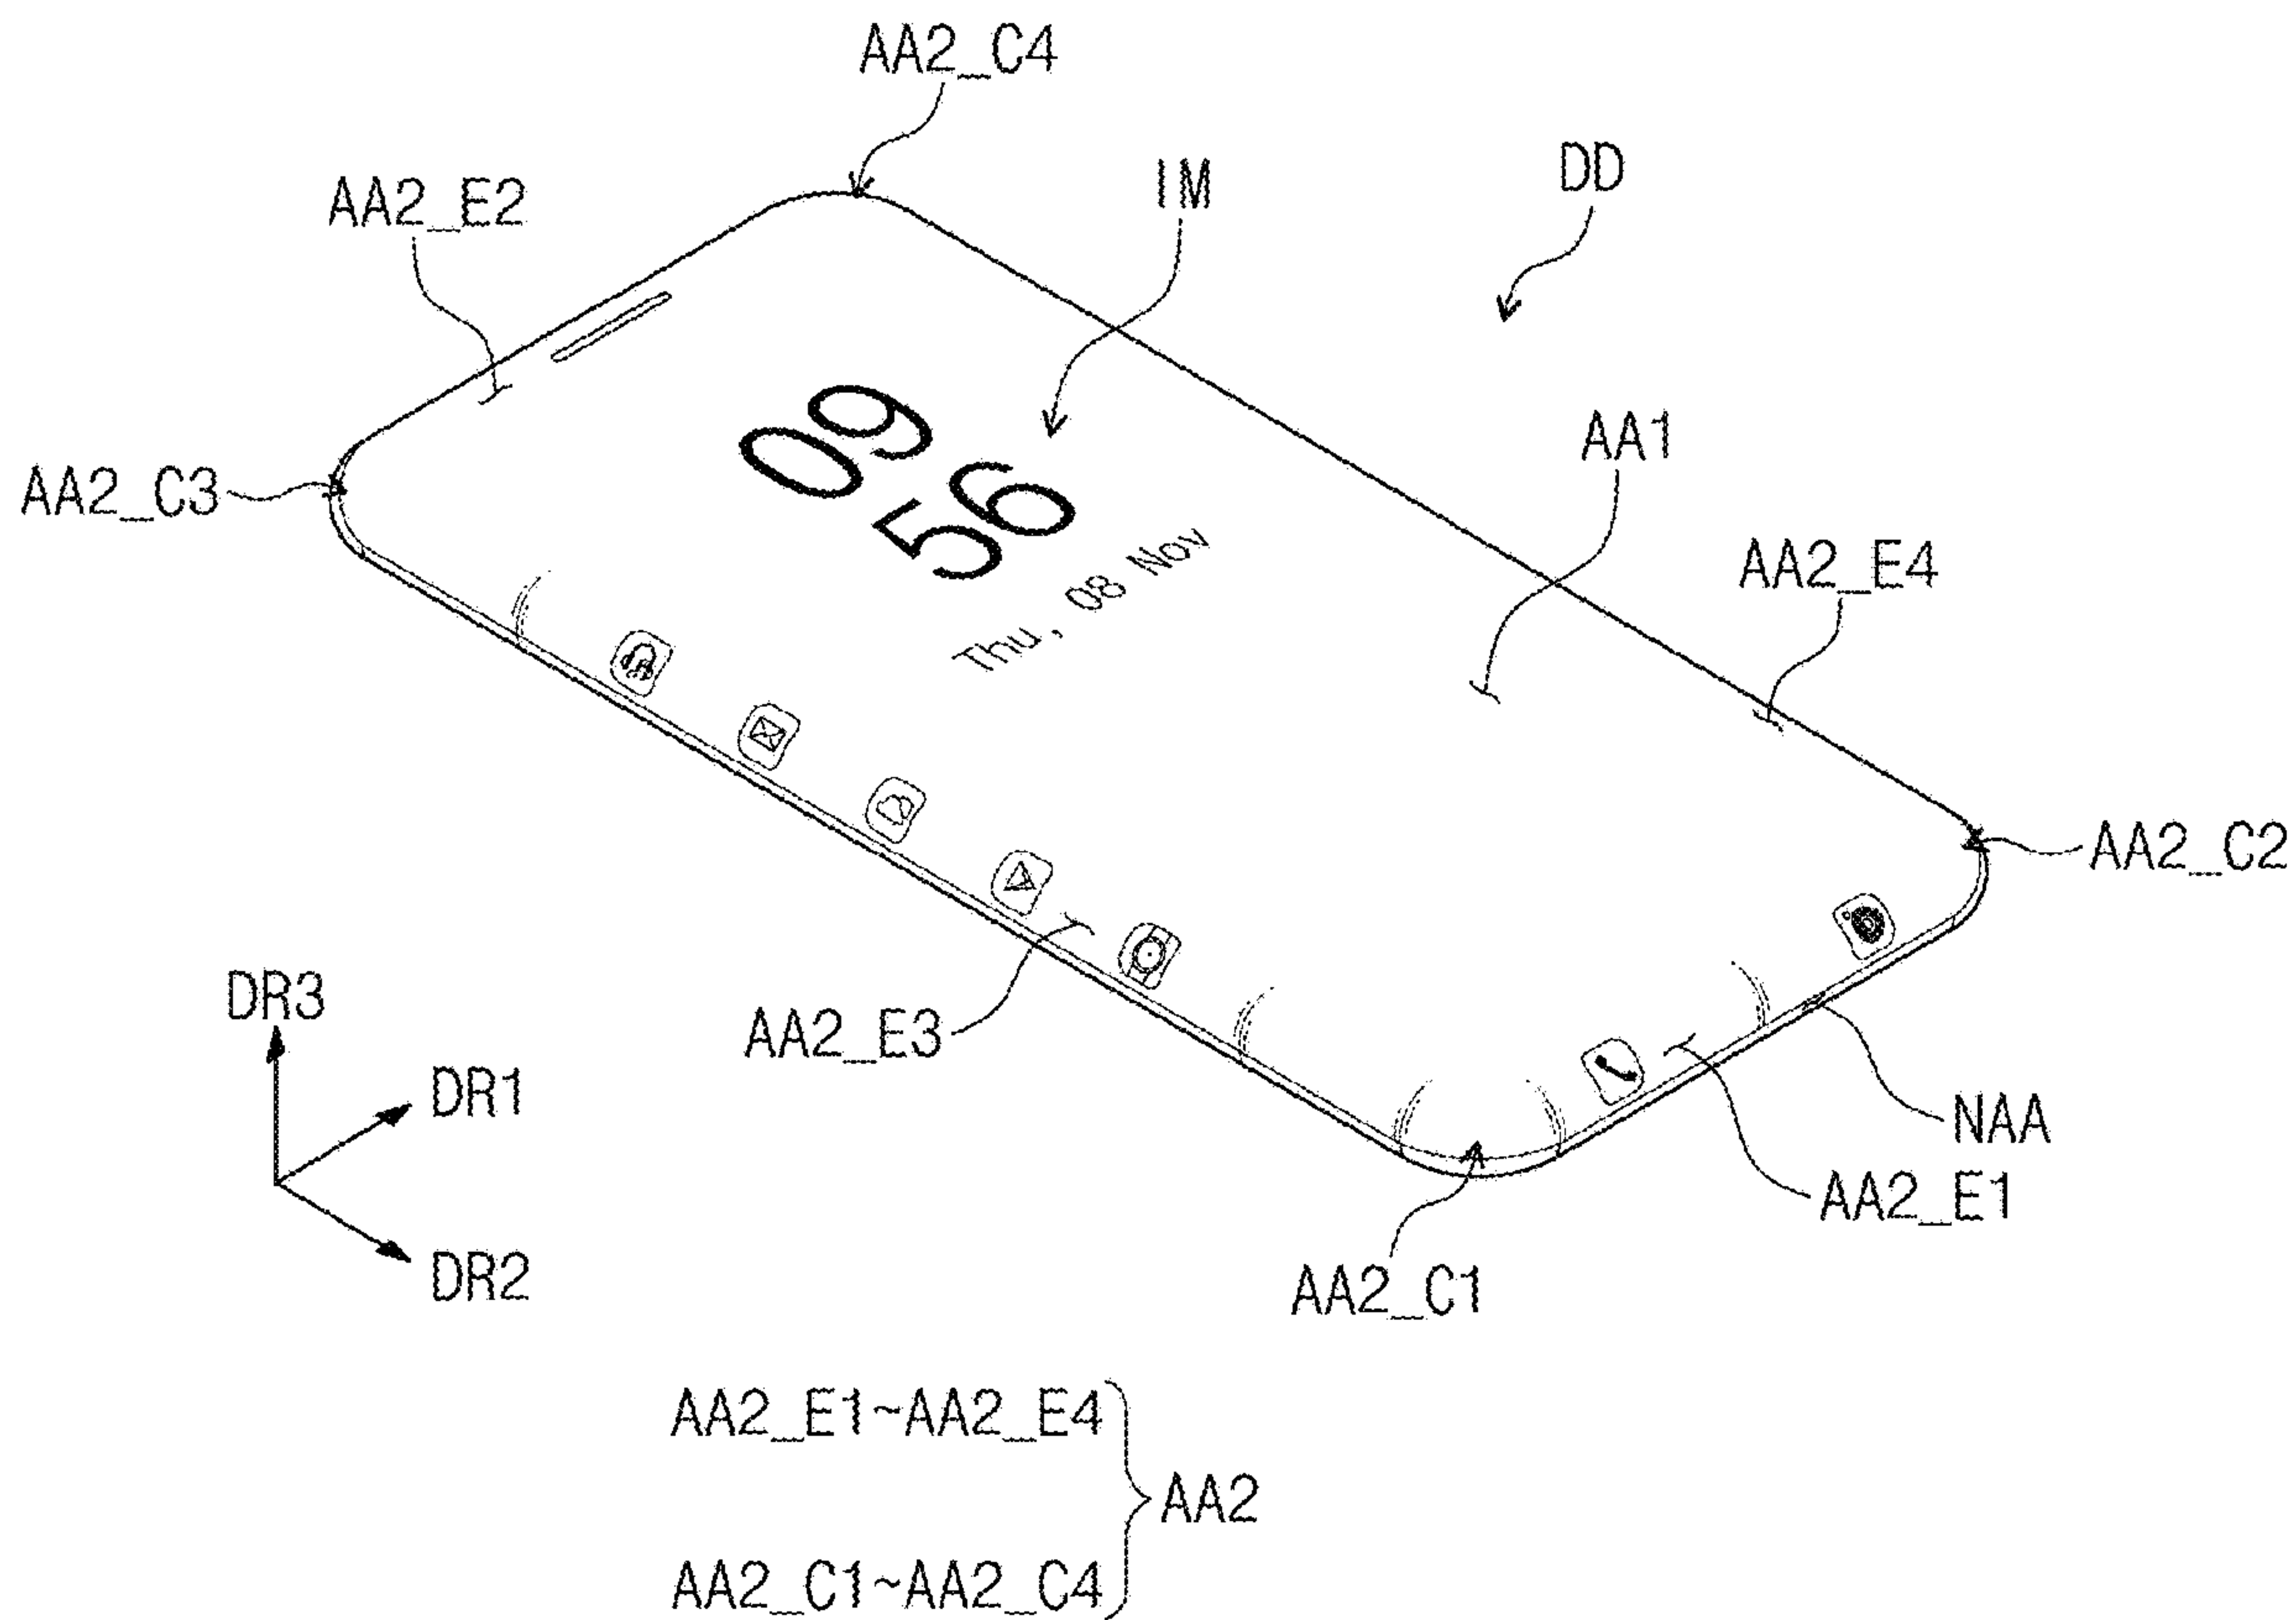 AA2_C4
DD
IM
AA2_E2
AA1
AA2_C3
AA2_E4
09
56
Thu, 08 Nov
AA2_C2
DR3
AA2_E3
DR1
NAA
AA2_E1
DR2
AA2_C1
AA2_E1~AA2_E4
AA2
AA2_C1~AA2_C4